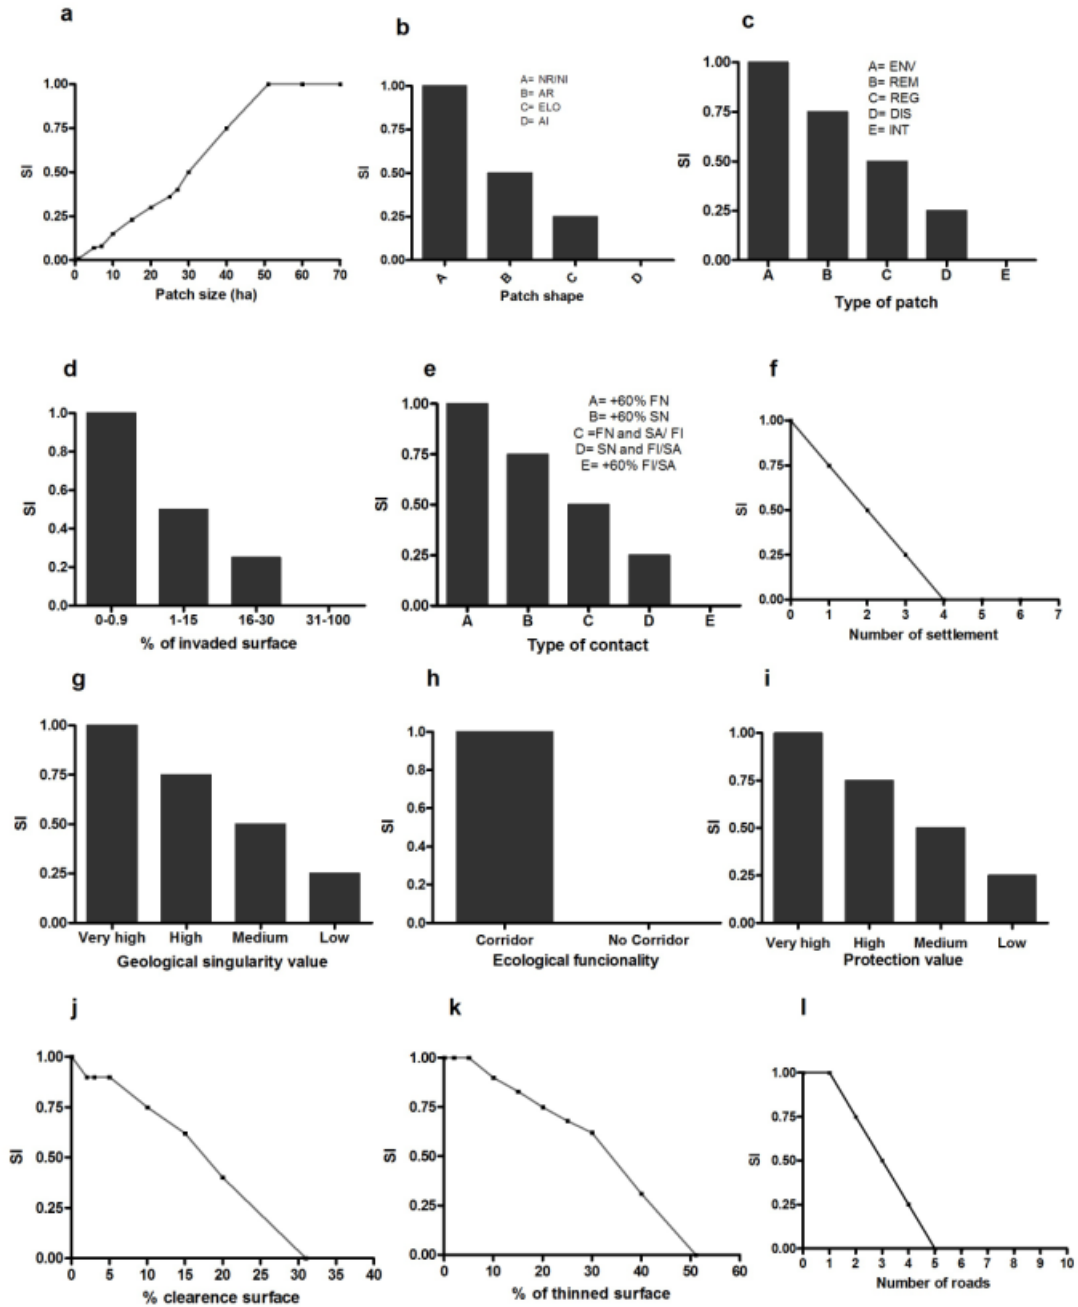 a
1.00
0.75
0.50
0.25
0.00
SI
0 10 20 30 40 50 60 70
Patch size (ha)
b
A= NR/NI
B= AR
C= ELO
D= AI
1.00
0.75
0.50
0.25
0.00
SI
A B C D
Patch shape
c
A= ENV
B= REM
C= REG
D= DIS
E= INT
1.00
0.75
0.50
0.25
0.00
SI
A B C D E
Type of patch
d
1.0
0.8
0.6
0.4
0.2
0.0
SI
0-0.9 1-15 16-30 31-100
% of invaded surface
e
A= +60% FN
B= +60% SN
C =FN and SA/ FI
D= SN and FI/SA
E= +60% FI/SA
1.00
0.75
0.50
0.25
0.00
SI
A B C D E
Type of contact
f
1.00
0.75
0.50
0.25
0.00
SI
0 1 2 3 4 5 6 7
Number of settlement
g
1.00
0.75
0.50
0.25
0.00
SI
Very high High Medium Low
Geological singularity value
h
1.0
0.8
0.6
0.4
0.2
0.0
SI
Corridor No Corridor
Ecological funcionality
i
1.00
0.75
0.50
0.25
0.00
SI
Very high High Medium Low
Protection value
j
1.00
0.75
0.50
0.25
0.00
SI
0 5 10 15 20 25 30 35 40
% clearence surface
k
1.00
0.75
0.50
0.25
0.00
SI
0 10 20 30 40 50 60
% of thinned surface
l
1.00
0.75
0.50
0.25
0.00
SI
0 1 2 3 4 5 6 7 8 9 10
Number of roads